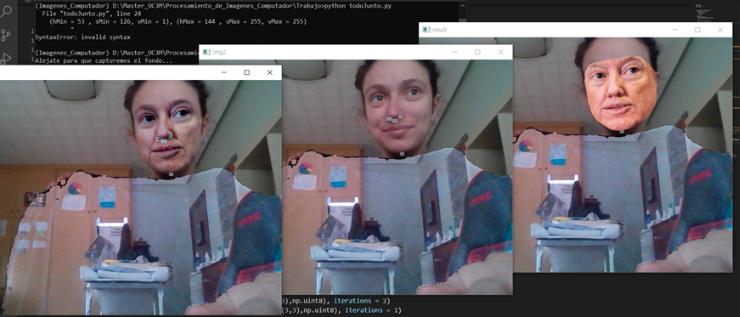 (Imagenes_Computador) D:\Master_UC3M\Procesamiento_de_Imagenes_Computador\Trabajo>python todoJunto.py
File "todoJunto.py", line 24
(hMin = 53 , sMin = 126, vMin = 1), (hMax = 144 , sMax = 255, vMax = 255)
^
SyntaxError: invalid syntax
(Imagenes_Computador) D:\Master_UC3M\Procesami
Alejate para que capturemos el fondo...
img2
result
3),np.uint8), iterations = 2)
(3,3),np.uint8), iterations = 1)